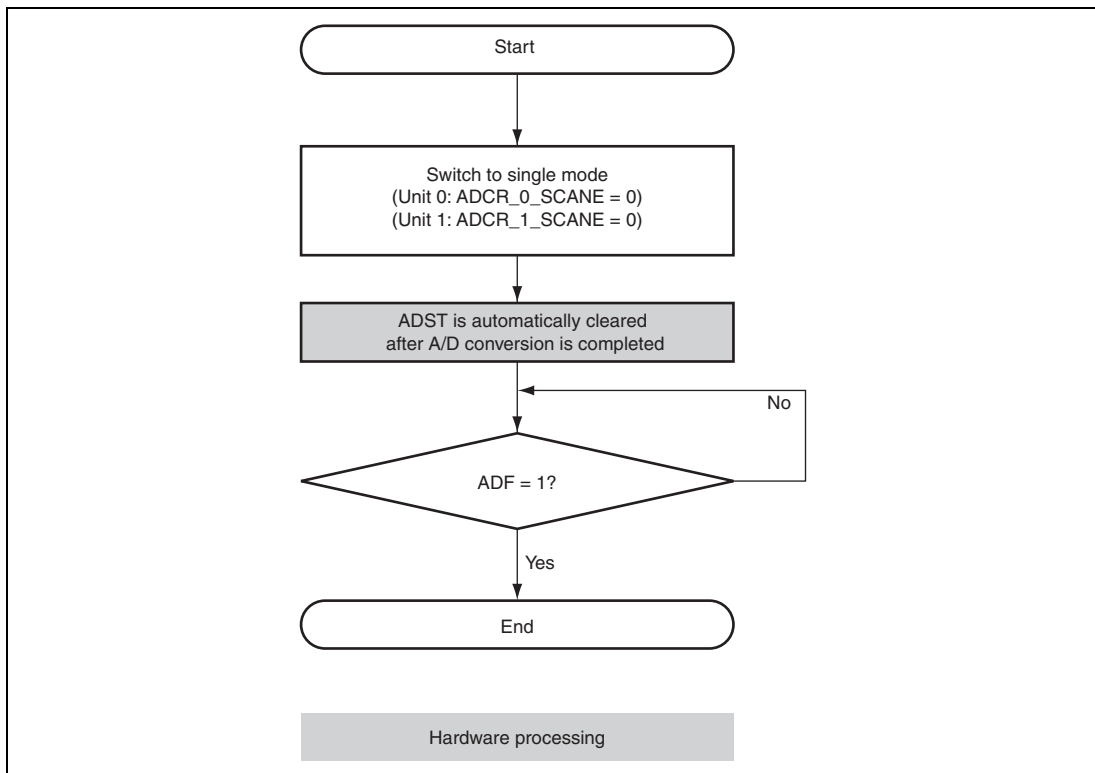 Start
Switch to single mode
(Unit 0: ADCR_0_SCANE = 0)
(Unit 1: ADCR_1_SCANE = 0)
ADST is automatically cleared
after A/D conversion is completed
No
ADF = 1?
Yes
End
Hardware processing